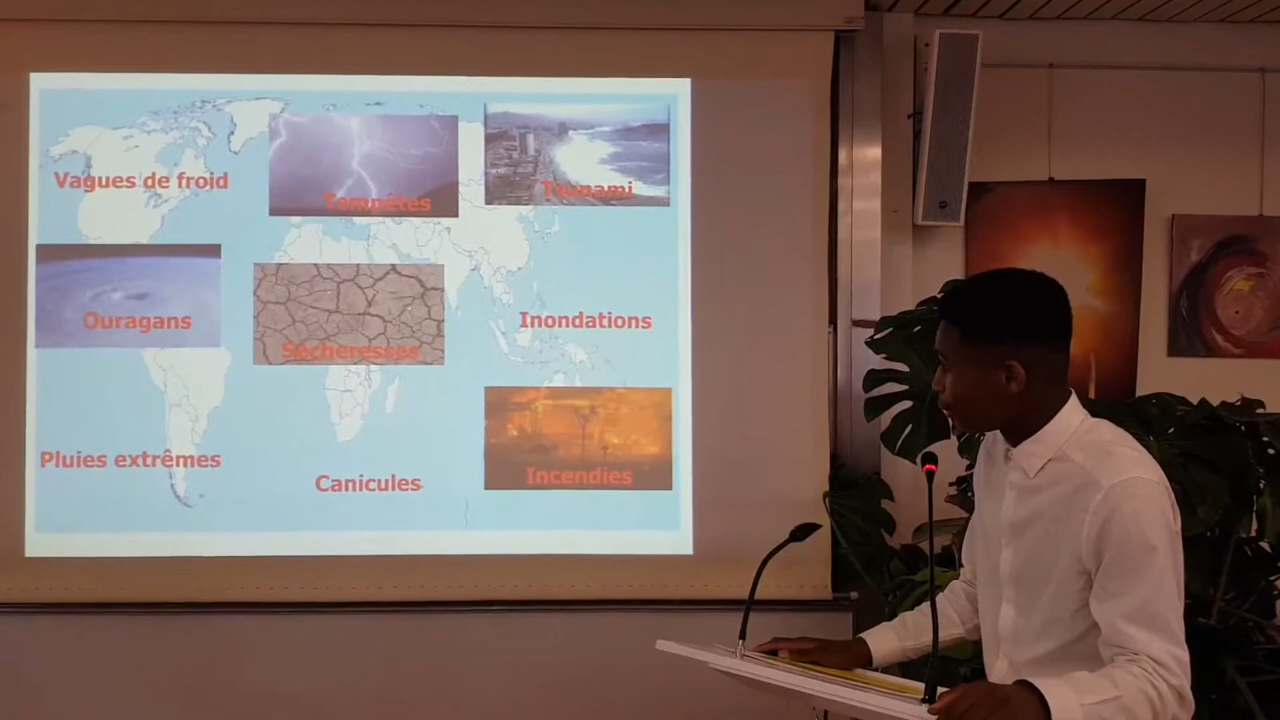 Vagues de froid
Tempêtes
Tsunami
Ouragans
Sécheresses
Inondations
Pluies extrêmes
Canicules
Incendies